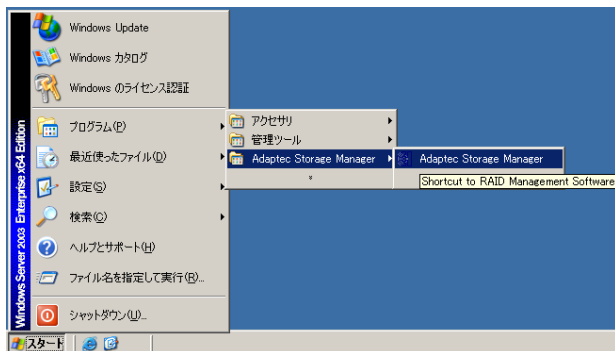 Windows Update
Windows カタログ
Windows のライセンス認証
プログラム(P)
最近使ったファイル(D)
設定(S)
検索(C)
ヘルプとサポート(H)
ファイル名を指定して実行(R)...
シャットダウン(U)...
Windows Server 2003 Enterprise x64 Edition
アクセサリ
管理ツール
Adaptec Storage Manager
Adaptec Storage Manager
Shortcut to RAID Management Software
スタート